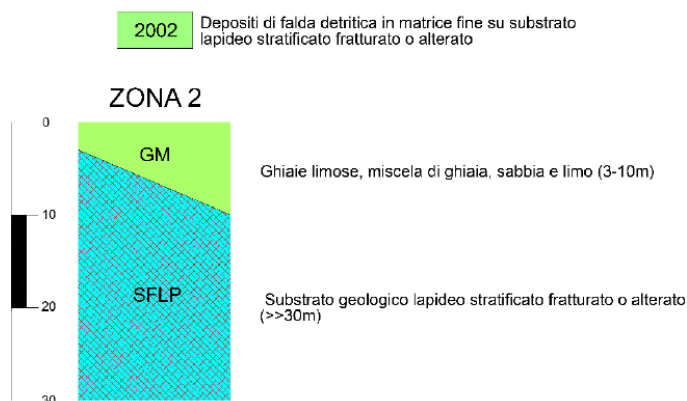 2002
Depositi di falda detritica in matrice fine su substrato
lapideo stratificato fratturato o alterato
ZONA 2
0
GM
Ghiaie limose, miscela di ghiaia, sabbia e limo (3-10m)
10
SFLP
Substrato geologico lapideo stratificato fratturato o alterato
(>>30m)
20
30